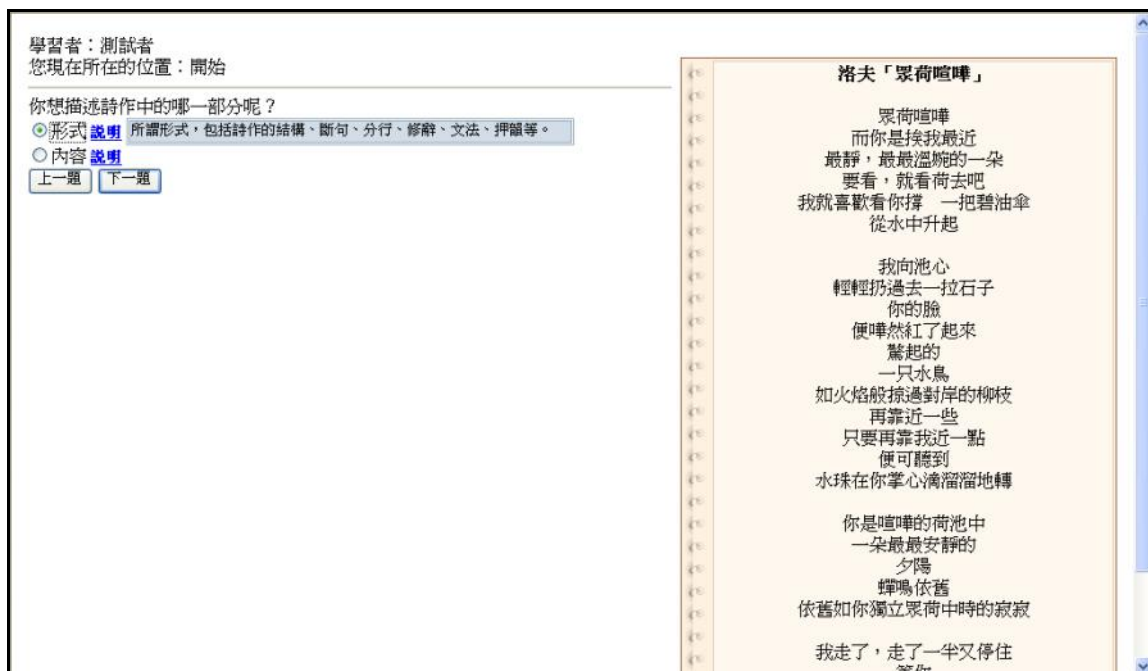 學習者：測試者
您現在所在的位置：開始
你想描述詩作中的哪一部分呢？
形式 說明 所謂形式，包括詩作的結構、斷句、分行、修辭、文法、押韻等。
內容 說明
上一題 下一題
洛夫「眾荷喧嘩」
眾荷喧嘩
而你是挨我最近
最靜，最最溫婉的一朵
要看，就看荷去吧
我就喜歡看你撐　一把碧油傘
從水中升起
我向池心
輕輕扔過去一拉石子
你的臉
便嘩然紅了起來
驚起的
一只水鳥
如火焰般掠過對岸的柳枝
再靠近一些
只要再靠我近一點
便可聽到
水珠在你掌心滴溜溜地轉
你是喧嘩的荷池中
一朵最最安靜的
夕陽
蟬鳴依舊
依舊如你獨立眾荷中時的寂寂
我走了，走了一半又停住
等你